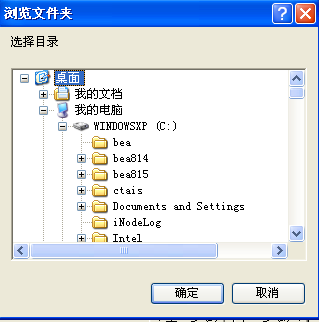 浏览文件夹
选择目录
桌面
我的文档
我的电脑
WINDOWSXP (C:)
bea
bea814
bea815
ctais
Documents and Settings
iNodeLog
Intel
确定
取消